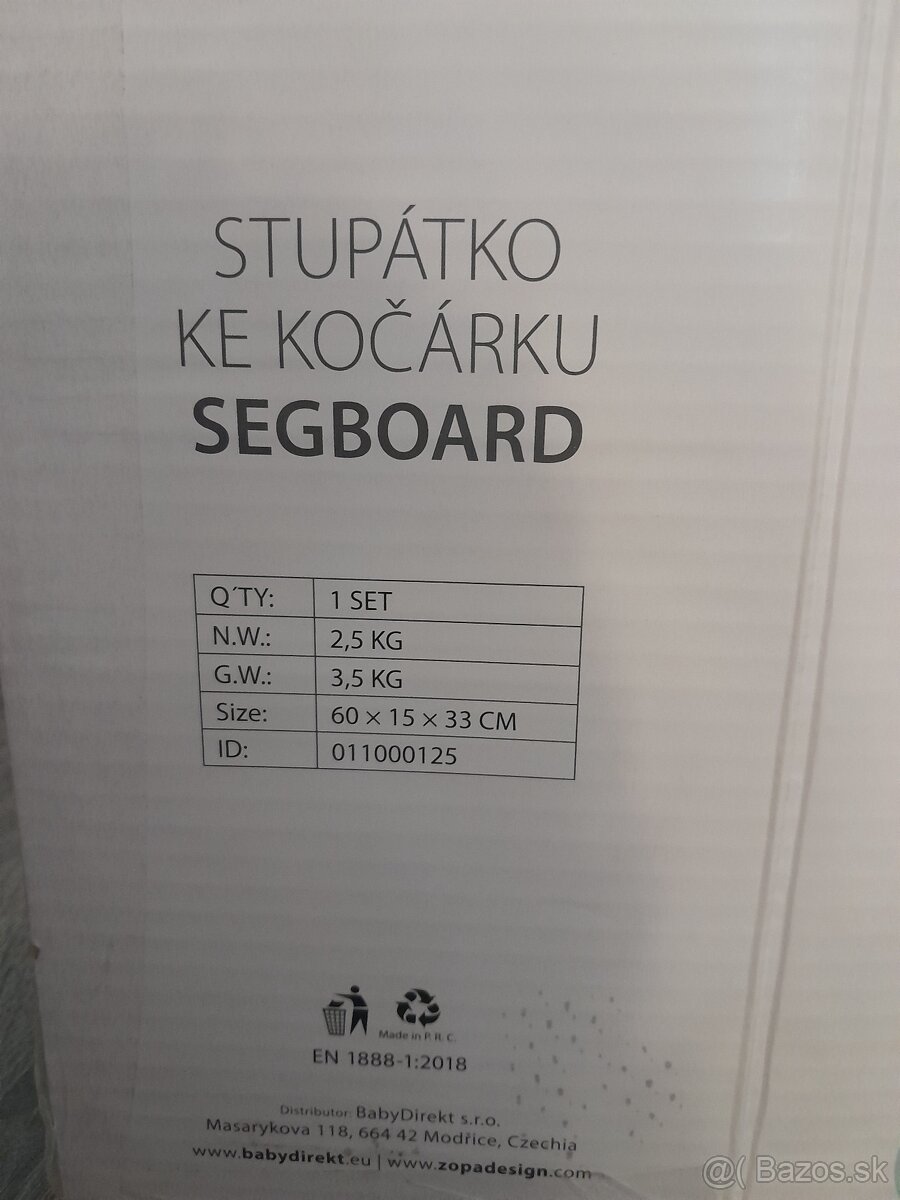 STUPÁTKO
KE KOČÁRKU
SEGBOARD
Q´TY: 1 SET
N.W.: 2,5 KG
G.W.: 3,5 KG
Size: 60 × 15 × 33 CM
ID: 011000125
Made in P. R. C.
EN 1888-1:2018
Distributor: BabyDirekt s.r.o.
Masarykova 118, 664 42 Modřice, Czechia
www.babydirekt.eu | www.zopadesign.com
@( Bazos.sk